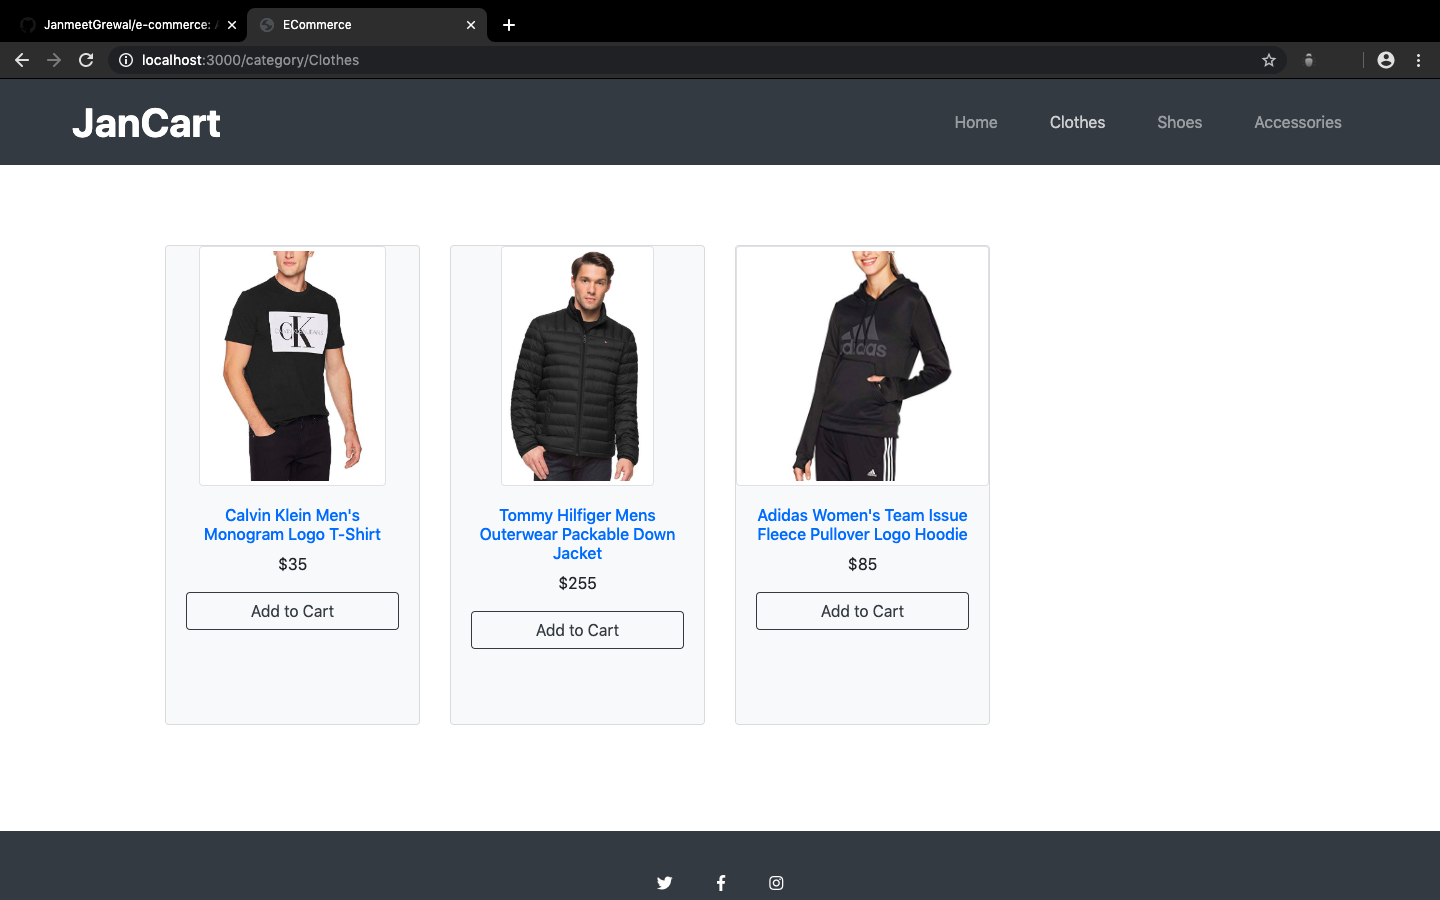 JanmeetGrewal/e-commerce:
ECommerce
localhost:3000/category/Clothes
JanCart
Home
Clothes
Shoes
Accessories
CK
adidas
Calvin Klein Men's
Monogram Logo T-Shirt
$35
Add to Cart
Tommy Hilfiger Mens
Outerwear Packable Down
Jacket
$255
Add to Cart
Adidas Women's Team Issue
Fleece Pullover Logo Hoodie
$85
Add to Cart